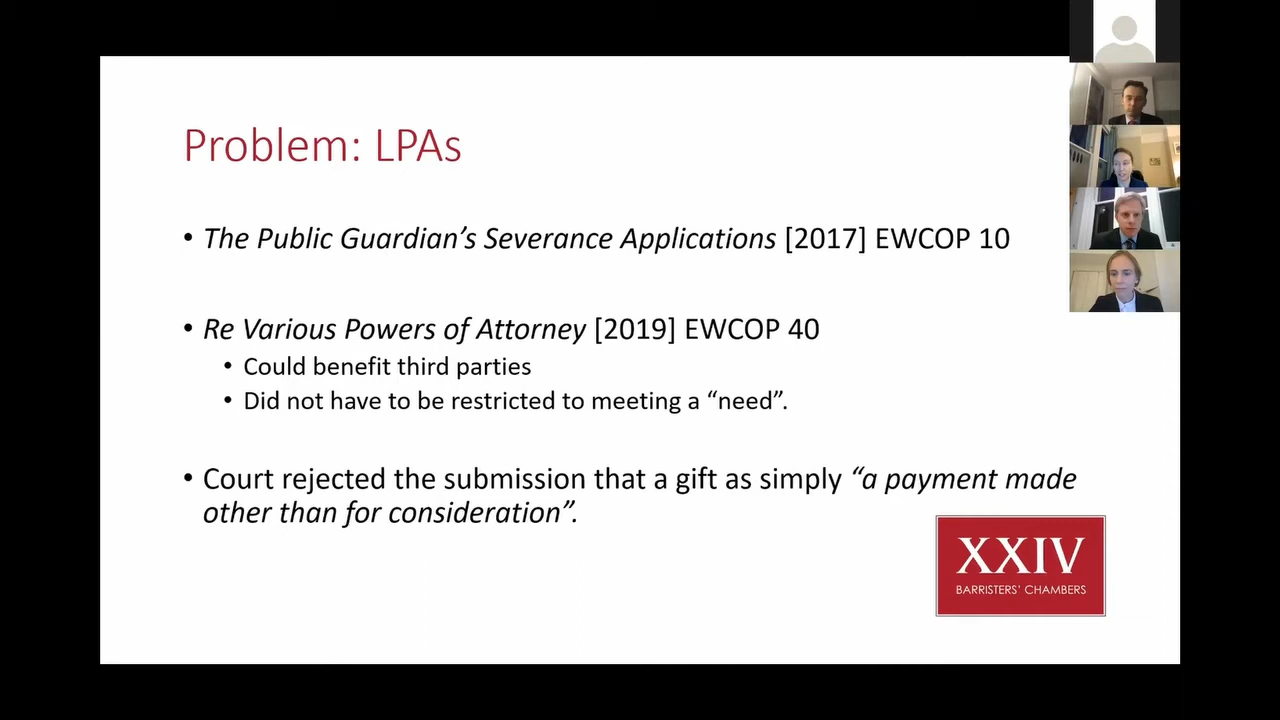 Problem: LPAs
• The Public Guardian’s Severance Applications [2017] EWCOP 10
• Re Various Powers of Attorney [2019] EWCOP 40
• Could benefit third parties
• Did not have to be restricted to meeting a “need”.
• Court rejected the submission that a gift as simply “a payment made
other than for consideration”.
XXIV
BARRISTERS’ CHAMBERS